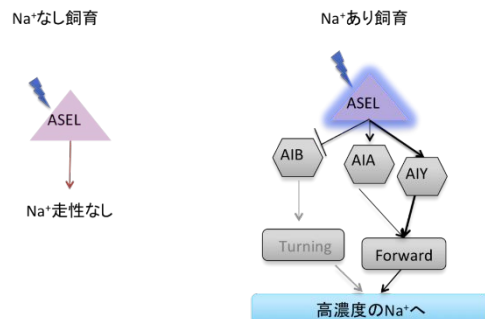 Na⁺なし飼育
ASEL
Na⁺走性なし
Na⁺あり飼育
ASEL
AIB
AIA
AIY
Turning
Forward
高濃度のNa⁺へ